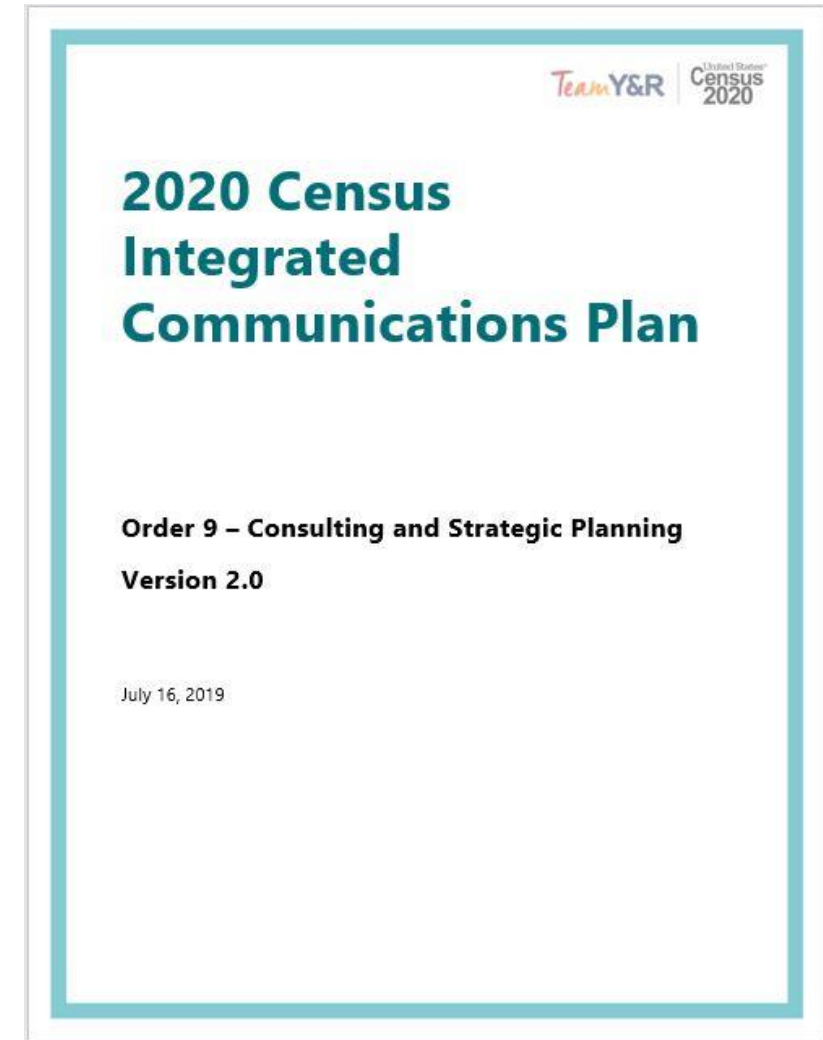 TeamY&R
United States®
Census
2020
2020 Census
Integrated
Communications Plan
Order 9 – Consulting and Strategic Planning
Version 2.0
July 16, 2019